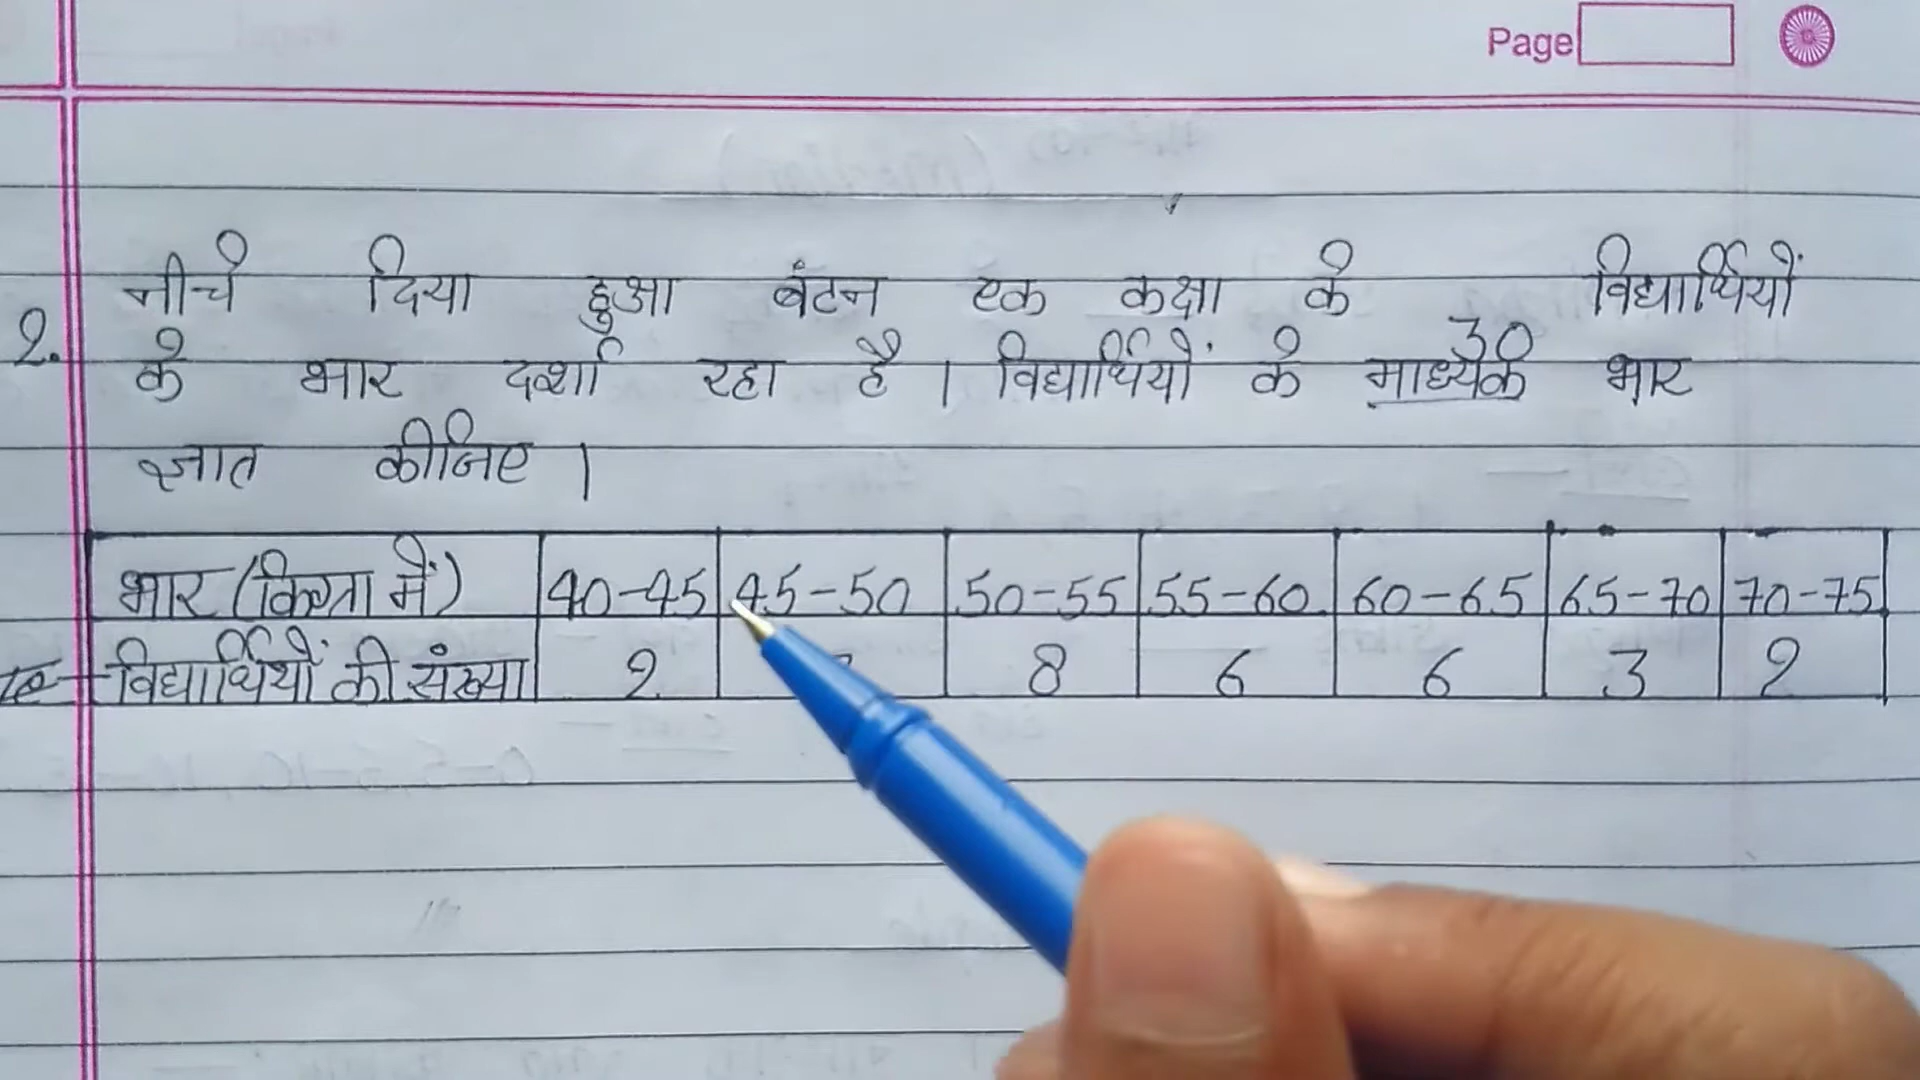 Page
नीचे दिया हुआ बंटन एक कक्षा के विद्यार्थियों
30
2. के भार दर्शा रहा है । विद्यार्थियों के माध्यक भार
ज्ञात कीजिए ।
भार (किग्रा में) 40-45 45-50 50-55 55-60 60-65 65-70 70-75
विद्यार्थियों की संख्या 2 8 6 6 3 2